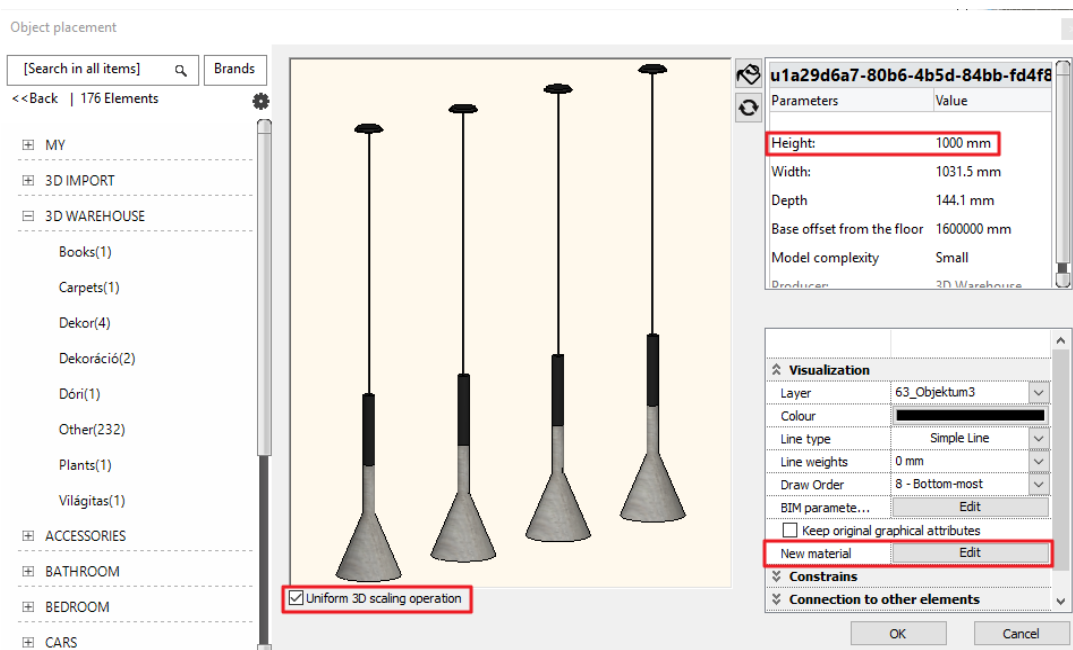 Object placement
[Search in all items] Brands
<<Back | 176 Elements
MY
3D IMPORT
3D WAREHOUSE
Books(1)
Carpets(1)
Dekor(4)
Dekoráció(2)
Dóri(1)
Other(232)
Plants(1)
Világitas(1)
ACCESSORIES
BATHROOM
BEDROOM
CARS
Uniform 3D scaling operation
u1a29d6a7-80b6-4b5d-84bb-fd4f8
Parameters Value
Height: 1000 mm
Width: 1031.5 mm
Depth 144.1 mm
Base offset from the floor 1600000 mm
Model complexity Small
Producer: 3D Warehouse
Visualization
Layer 63_Objektum3
Colour
Line type Simple Line
Line weights 0 mm
Draw Order 8 - Bottom-most
BIM paramete... Edit
Keep original graphical attributes
New material Edit
Constrains
Connection to other elements
OK Cancel